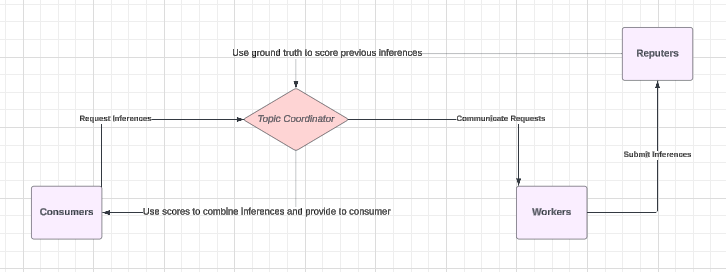 Reputers
Use ground truth to score previous inferences
Request Inferences
Topic Coordinator
Communicate Requests
Submit Inferences
Consumers
Use scores to combine inferences and provide to consumer
Workers